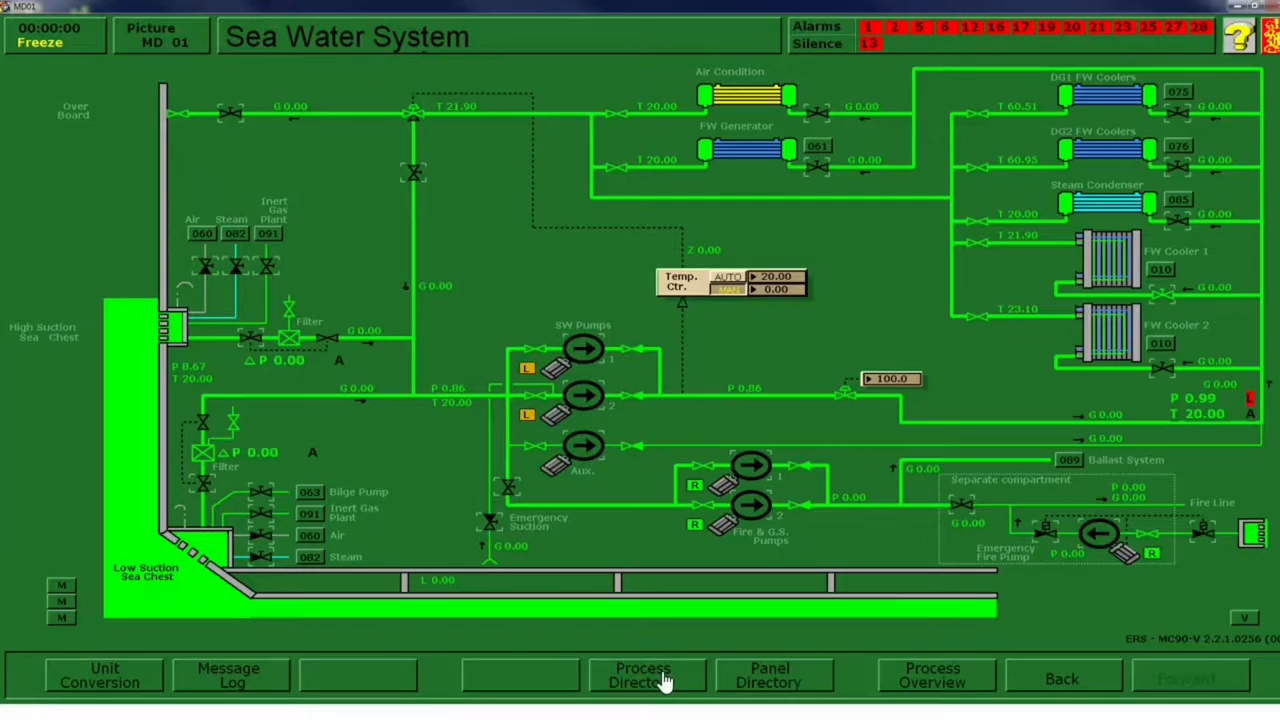 MD01
00:00:00
Freeze
Picture
MD 01
Sea Water System
Alarms
1 2 5 6 12 16 17 19 20 21 23 25 27 28
Silence
13
?
Over
Board
G 0.00
T 21.90
T 20.00
Air Condition
G 0.00
FW Generator
061
T 20.00
G 0.00
DG1 FW Coolers
075
T 60.51
G 0.00
DG2 FW Coolers
076
T 60.95
G 0.00
Steam Condenser
085
T 20.00
G 0.00
T 21.90
FW Cooler 1
010
G 0.00
T 23.10
FW Cooler 2
010
G 0.00
G 0.00
P 0.99 L
T 20.00 A
Inert
Gas
Plant
Air Steam
060 082 091
G 0.00
Z 0.00
Temp.
Ctr.
AUTO 20.00
MAN 0.00
High Suction
Sea Chest
Filter
G 0.00
△ P 0.00 A
P 8.67
T 20.00
SW Pumps
1
L
2
L
Aux.
G 0.00
P 0.86
T 20.00
P 0.86
100.0
G 0.00
G 0.00
△ P 0.00 A
Filter
063 Bilge Pump
091 Inert Gas
Plant
060 Air
082 Steam
Low Suction
Sea Chest
Emergency
Suction
G 0.00
R
1
R
2
Fire & G.S.
Pumps
P 0.00
G 0.00
089 Ballast System
Separate compartment
P 0.00
G 0.00
Fire Line
G 0.00
Emergency
Fire Pump
P 0.00
R
L 0.00
M
M
M
V
ERS - MC90-V 2.2.1.0256 (00
Unit
Conversion
Message
Log
Process
Panel
Directory
Process
Overview
Back
Forward